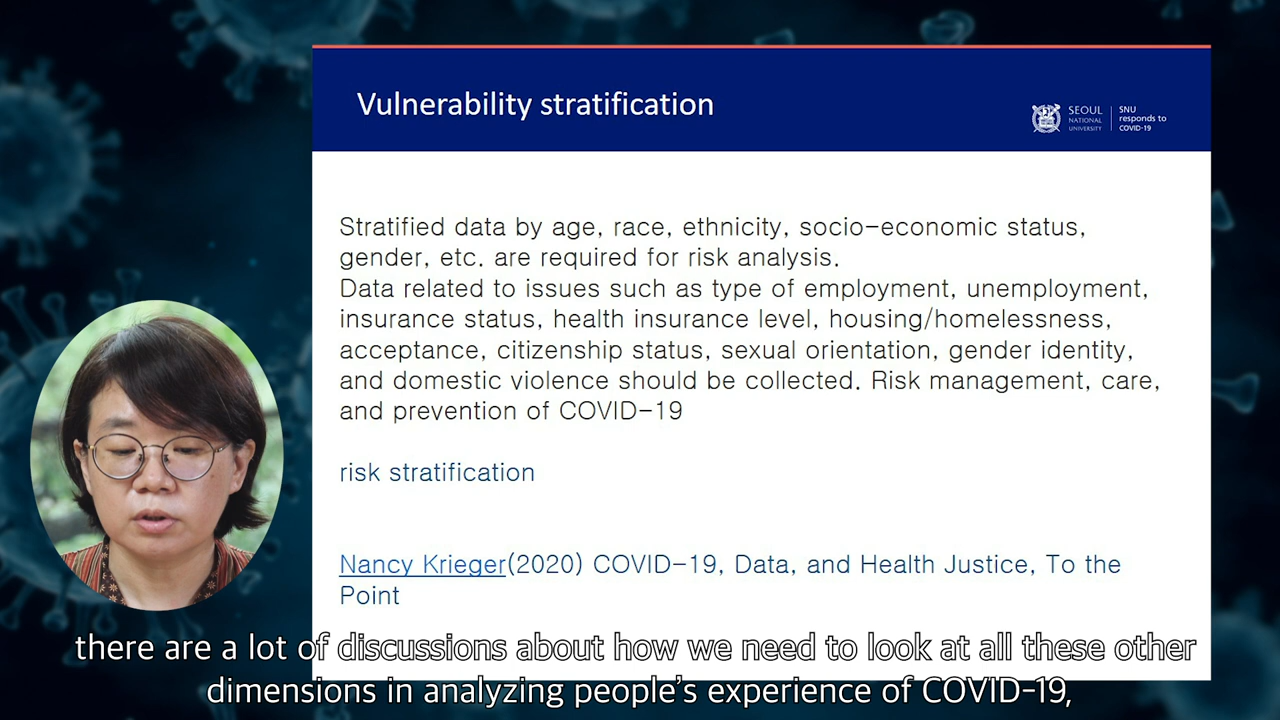 Vulnerability stratification
SEOUL
NATIONAL
UNIVERSITY
SNU
responds to
COVID-19
Stratified data by age, race, ethnicity, socio-economic status,
gender, etc. are required for risk analysis.
Data related to issues such as type of employment, unemployment,
insurance status, health insurance level, housing/homelessness,
acceptance, citizenship status, sexual orientation, gender identity,
and domestic violence should be collected. Risk management, care,
and prevention of COVID-19
risk stratification
Nancy Krieger(2020) COVID-19, Data, and Health Justice, To the
Point
there are a lot of discussions about how we need to look at all these other
dimensions in analyzing people's experience of COVID-19,